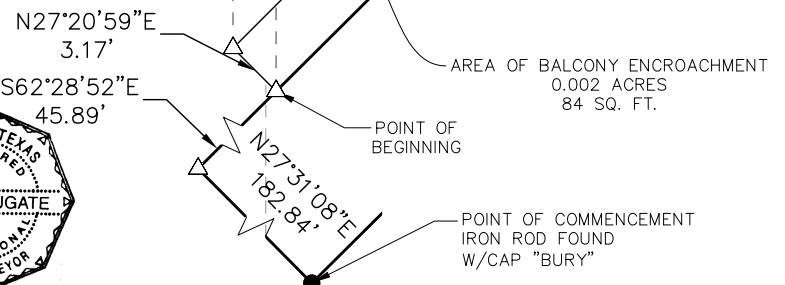 N27°20'59"E
3.17'
S62°28'52"E
45.89'
AREA OF BALCONY ENCROACHMENT
0.002 ACRES
84 SQ. FT.
POINT OF
BEGINNING
N27°31'08"E
182.84'
POINT OF COMMENCEMENT
IRON ROD FOUND
W/CAP "BURY"
TEXAS
UGATE